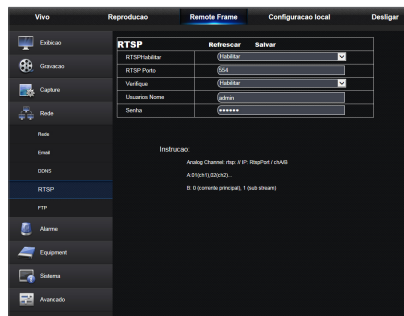 Vivo Reproducao Remote Frame Configuracao local Desligar
Exibicao
Gravacao
Capture
Rede
Rede
Email
DDNS
RTSP
FTP
Alarme
Equipment
Sistema
Avancado
RTSP Refrescar Salvar
RTSPHabilitar Habilitar
RTSP Porto 554
Verifique Habilitar
Usuarios Nome admin
Senha ••••••
Instrucao:
Analog Channel: rtsp: // IP: RtspPort / chA/B
A:01(ch1),02(ch2)...
B: 0 (corrente principal), 1 (sub stream)